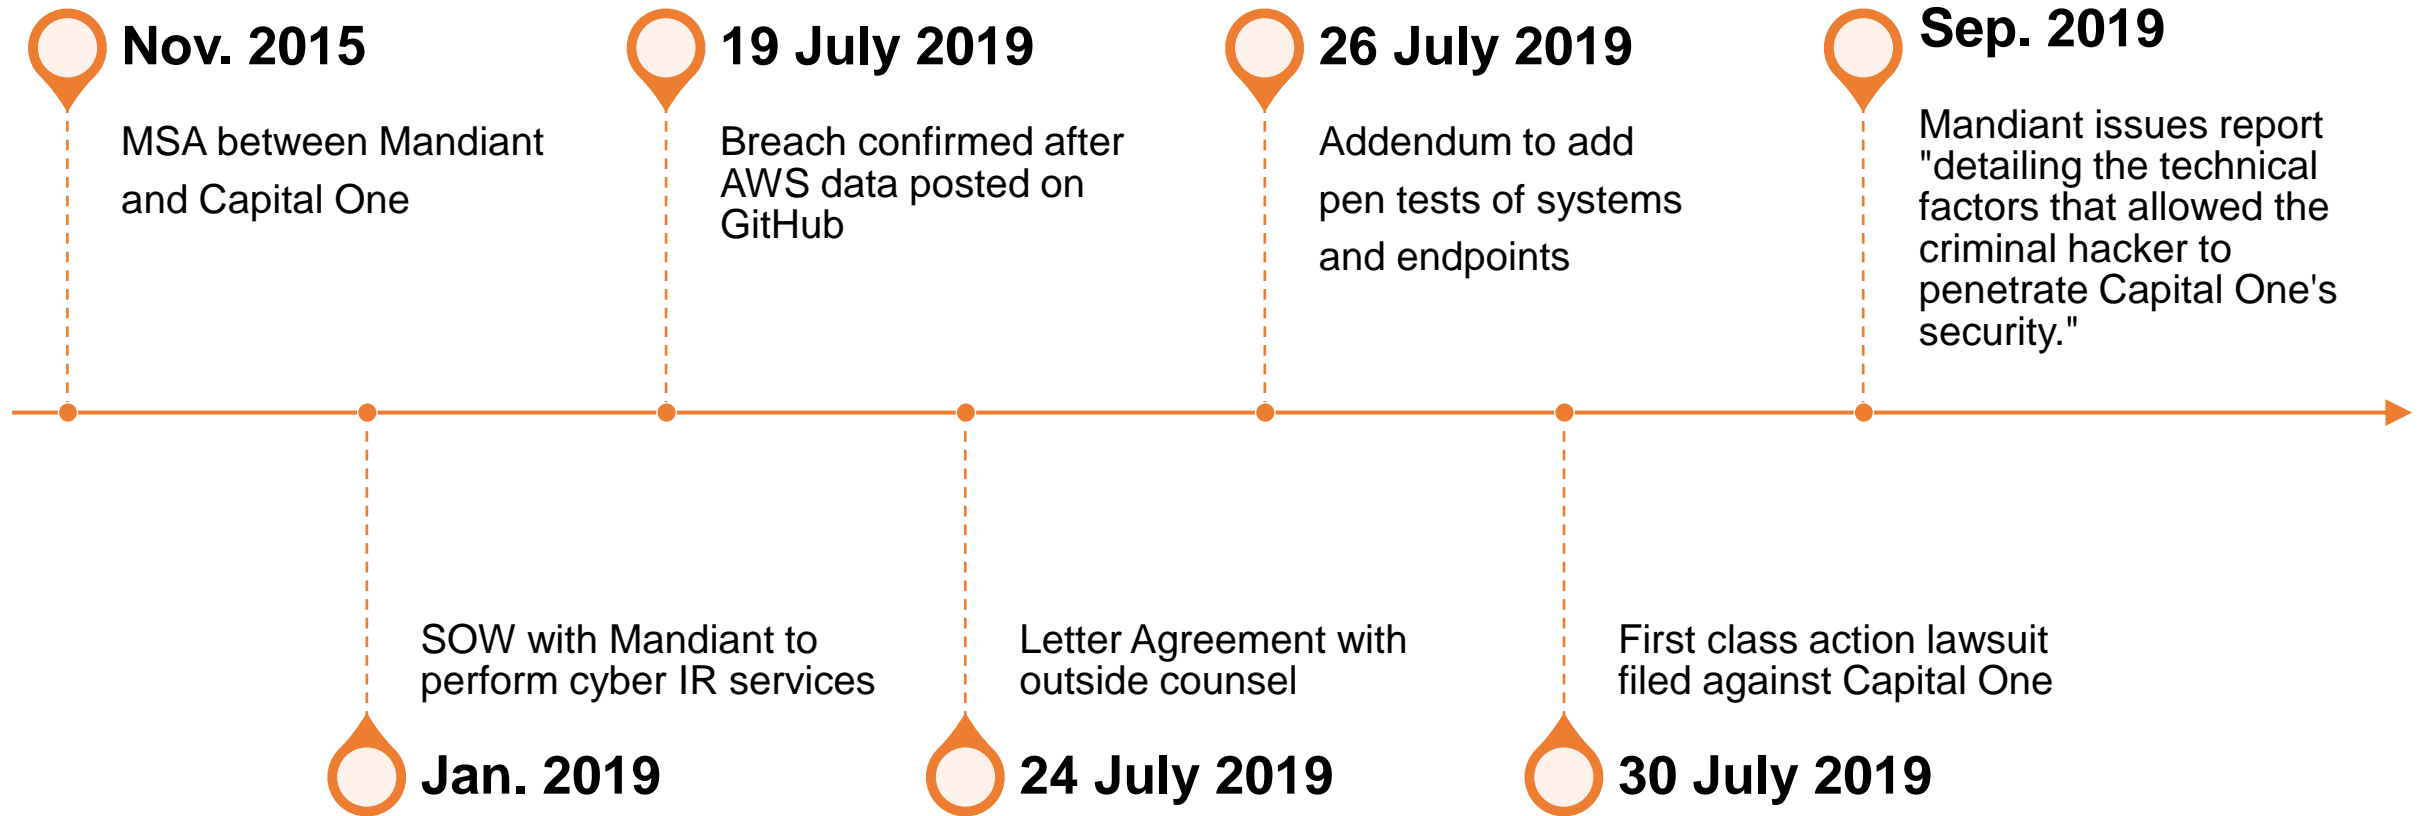 Nov. 2015
MSA between Mandiant
and Capital One
SOW with Mandiant to
perform cyber IR services
Jan. 2019
19 July 2019
Breach confirmed after
AWS data posted on
GitHub
Letter Agreement with
outside counsel
24 July 2019
26 July 2019
Addendum to add
pen tests of systems
and endpoints
First class action lawsuit
filed against Capital One
30 July 2019
Sep. 2019
Mandiant issues report
"detailing the technical
factors that allowed the
criminal hacker to
penetrate Capital One's
security."